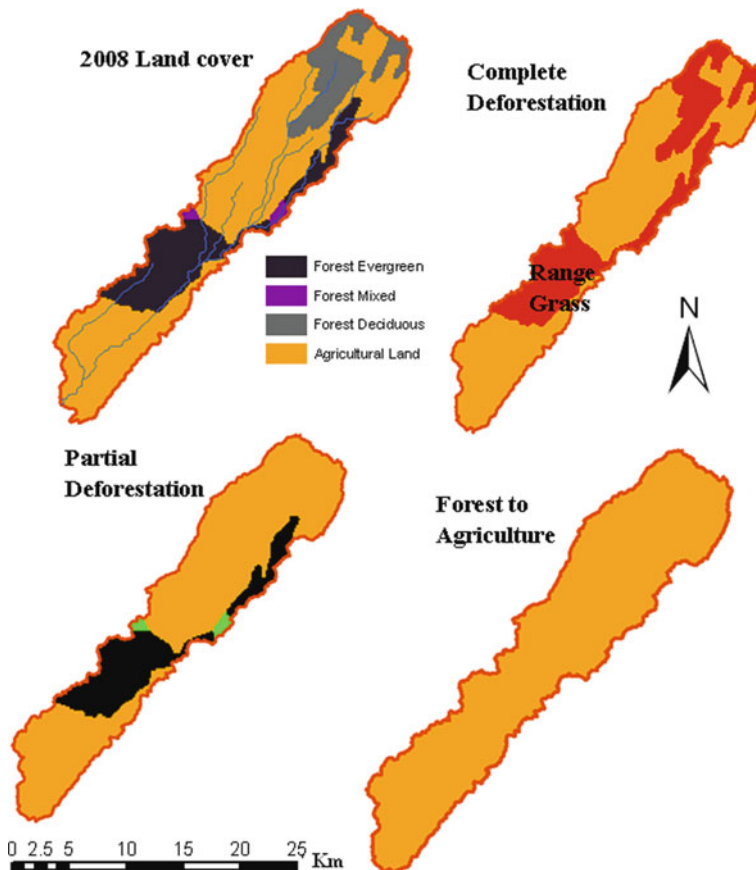 2008 Land cover
Complete
Deforestation
Forest Evergreen
Forest Mixed
Forest Deciduous
Agricultural Land
Range
Grass
N
Partial
Deforestation
Forest to
Agriculture
0 2.5 5 10 15 20 25 Km